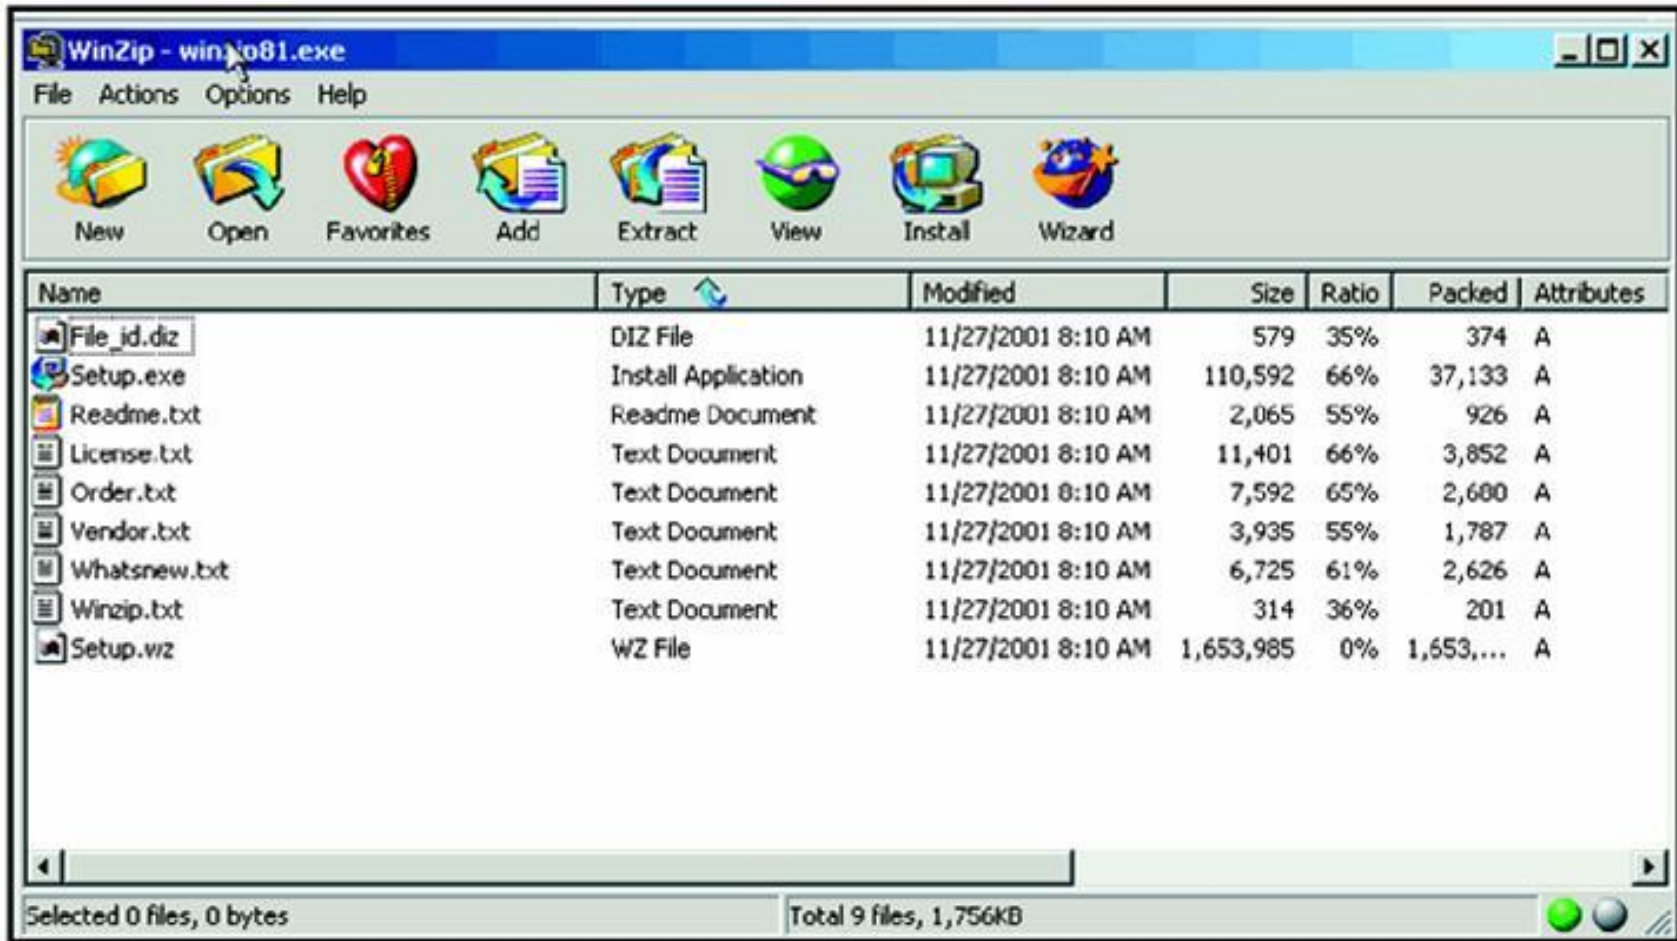 WinZip - winzip81.exe
File Actions Options Help
New Open Favorites Add Extract View Install Wizard
Name Type Modified Size Ratio Packed Attributes
File_id.diz DIZ File 11/27/2001 8:10 AM 579 35% 374 A
Setup.exe Install Application 11/27/2001 8:10 AM 110,592 66% 37,133 A
Readme.txt Readme Document 11/27/2001 8:10 AM 2,065 55% 926 A
License.txt Text Document 11/27/2001 8:10 AM 11,401 66% 3,852 A
Order.txt Text Document 11/27/2001 8:10 AM 7,592 65% 2,680 A
Vendor.txt Text Document 11/27/2001 8:10 AM 3,935 55% 1,787 A
Whatsnew.txt Text Document 11/27/2001 8:10 AM 6,725 61% 2,626 A
Winzip.txt Text Document 11/27/2001 8:10 AM 314 36% 201 A
Setup.wz WZ File 11/27/2001 8:10 AM 1,653,985 0% 1,653,... A
Selected 0 files, 0 bytes Total 9 files, 1,756KB